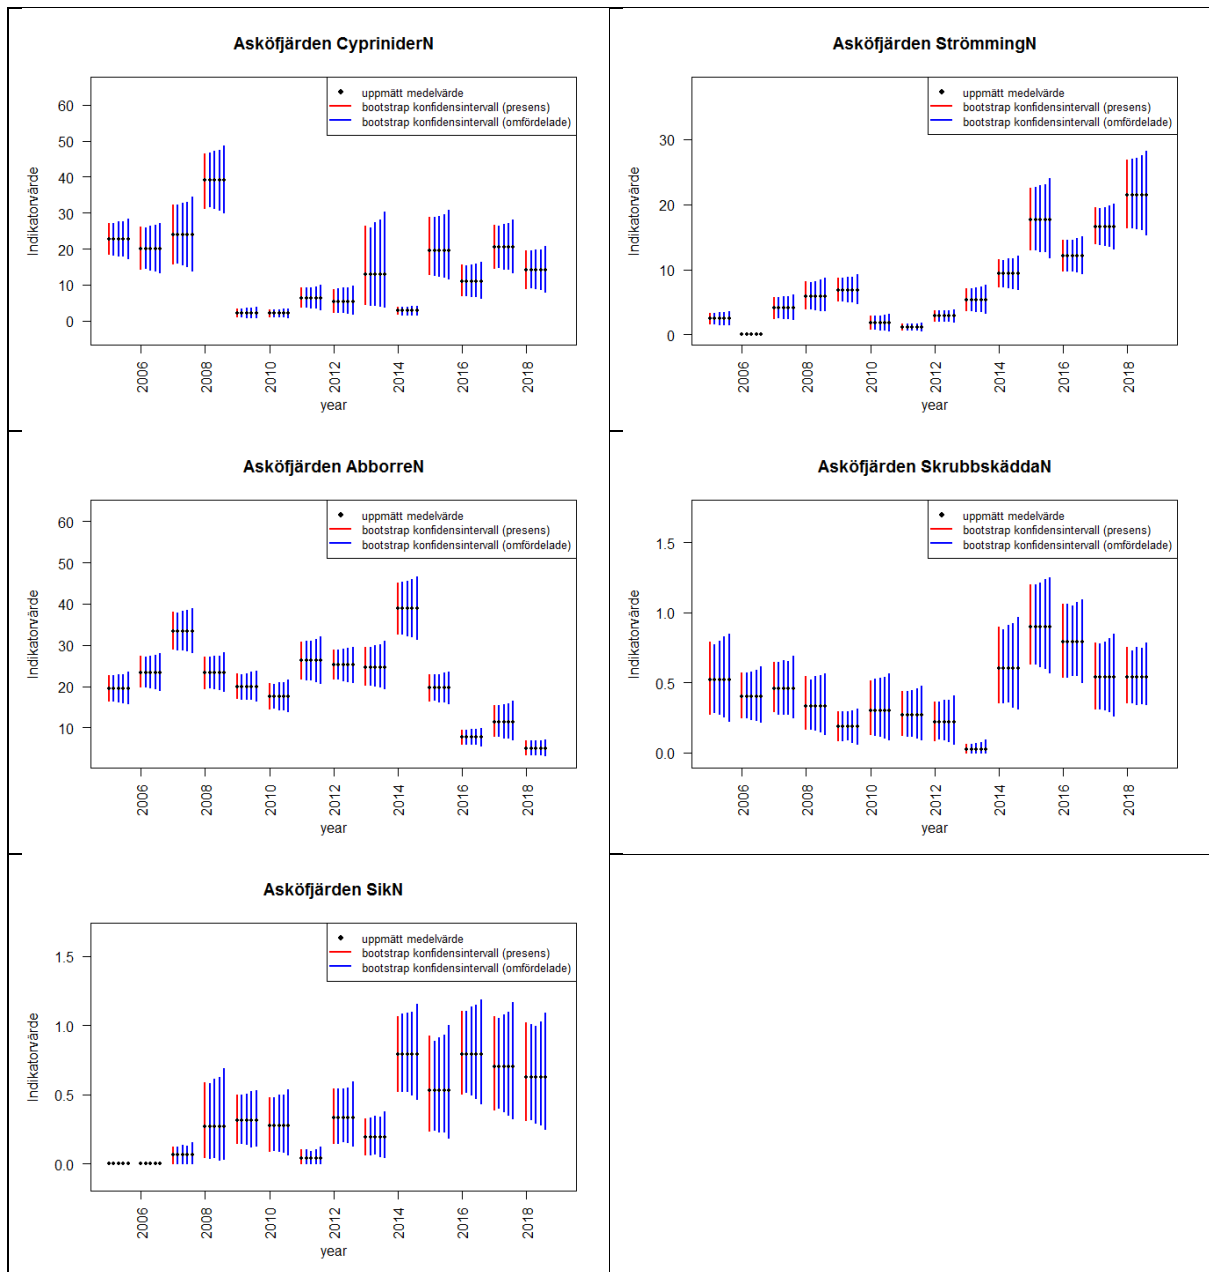 Asköfjärden CypriniderN
uppmätt medelvärde
bootstrap konfidensintervall (presens)
bootstrap konfidensintervall (omfördelade)
Indikatorvärde
60
50
40
30
20
10
0
2006 2008 2010 2012 2014 2016 2018
year
Asköfjärden StrömmingN
uppmätt medelvärde
bootstrap konfidensintervall (presens)
bootstrap konfidensintervall (omfördelade)
Indikatorvärde
30
20
10
0
2006 2008 2010 2012 2014 2016 2018
year
Asköfjärden AbborreN
uppmätt medelvärde
bootstrap konfidensintervall (presens)
bootstrap konfidensintervall (omfördelade)
Indikatorvärde
60
50
40
30
20
10
2006 2008 2010 2012 2014 2016 2018
year
Asköfjärden SkrubbskäddaN
uppmätt medelvärde
bootstrap konfidensintervall (presens)
bootstrap konfidensintervall (omfördelade)
Indikatorvärde
1.5
1.0
0.5
0.0
2006 2008 2010 2012 2014 2016 2018
year
Asköfjärden SikN
uppmätt medelvärde
bootstrap konfidensintervall (presens)
bootstrap konfidensintervall (omfördelade)
Indikatorvärde
1.5
1.0
0.5
0.0
2006 2008 2010 2012 2014 2016 2018
year